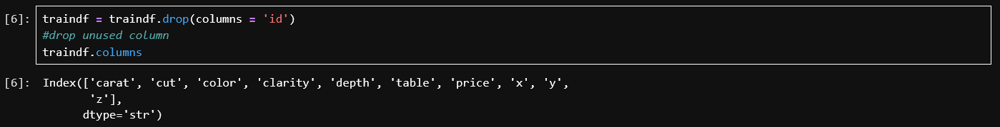 [6]: traindf = traindf.drop(columns = 'id')
#drop unused column
traindf.columns
[6]: Index(['carat', 'cut', 'color', 'clarity', 'depth', 'table', 'price', 'x', 'y',
'z'],
dtype='str')